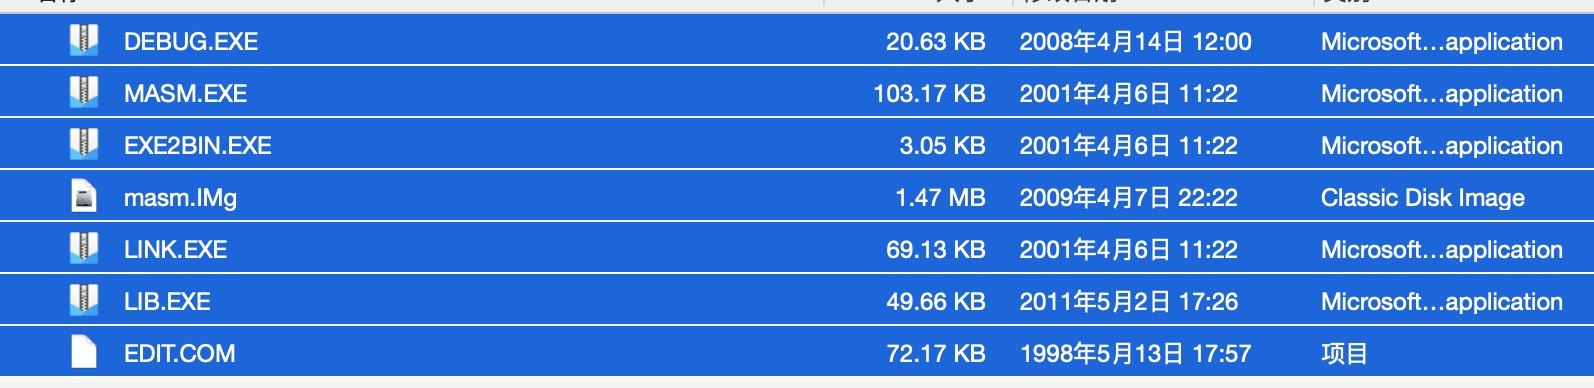 DEBUG.EXE 20.63 KB 2008年4月14日 12:00 Microsoft...application
MASM.EXE 103.17 KB 2001年4月6日 11:22 Microsoft...application
EXE2BIN.EXE 3.05 KB 2001年4月6日 11:22 Microsoft...application
masm.IMg 1.47 MB 2009年4月7日 22:22 Classic Disk Image
LINK.EXE 69.13 KB 2001年4月6日 11:22 Microsoft...application
LIB.EXE 49.66 KB 2011年5月2日 17:26 Microsoft...application
EDIT.COM 72.17 KB 1998年5月13日 17:57 项目